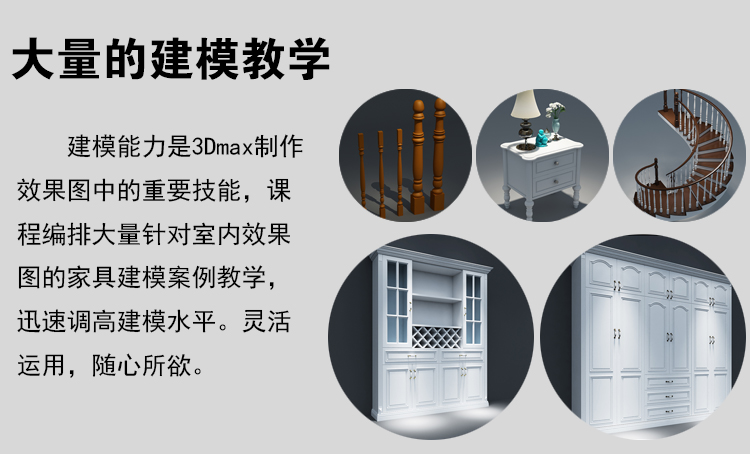 大量的建模教学
建模能力是3Dmax制作
效果图中的重要技能，课
程编排大量针对室内效果
图的家具建模案例教学，
迅速调高建模水平。灵活
运用，随心所欲。